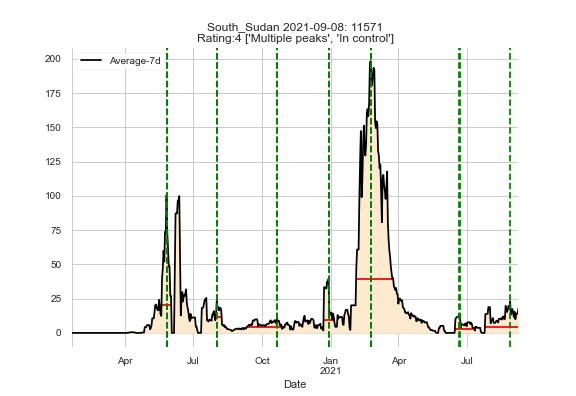 South_Sudan 2021-09-08: 11571
Rating:4 ['Multiple peaks', 'In control']
Average-7d
200
175
150
125
100
75
50
25
0
Apr
Jul
Oct
Jan
2021
Apr
Jul
Date